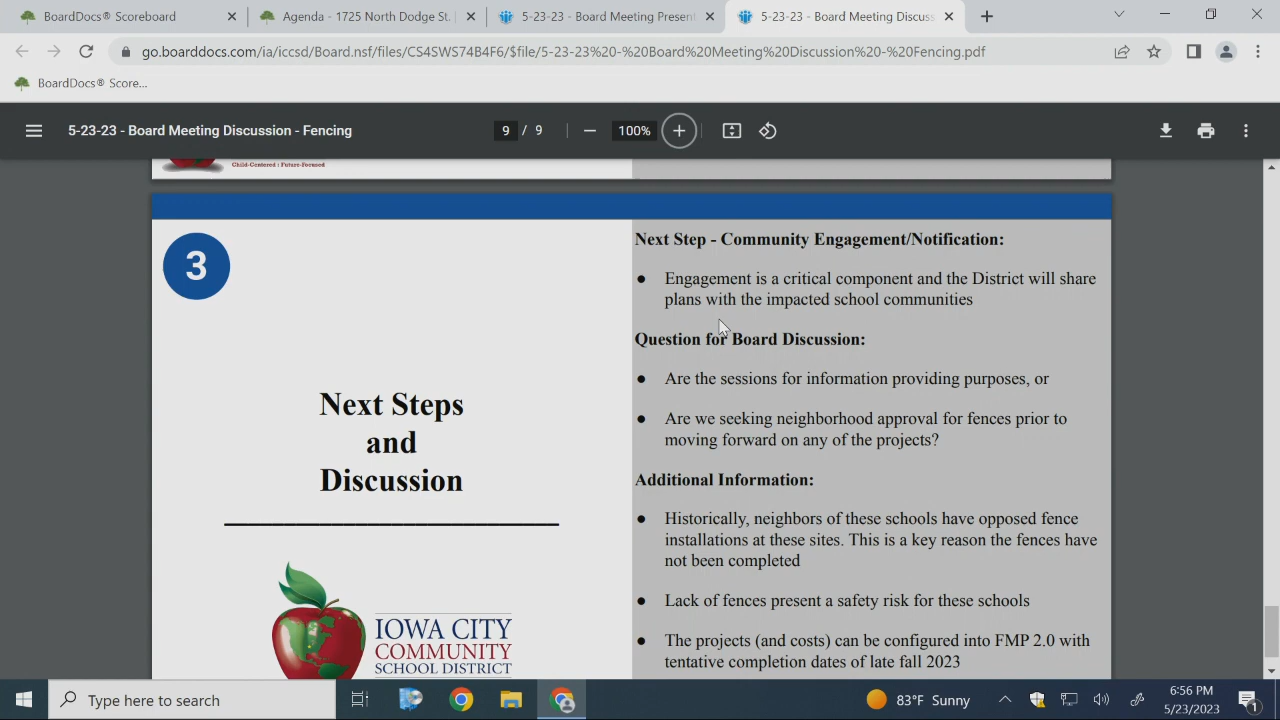 BoardDocs® Scoreboard
Agenda - 1725 North Dodge St.
5-23-23 - Board Meeting Present
5-23-23 - Board Meeting Discuss
go.boarddocs.com/ia/iccsd/Board.nsf/files/CS4SWS74B4F6/$file/5-23-23%20-%20Board%20Meeting%20Discussion%20-%20Fencing.pdf
BoardDocs® Score...
5-23-23 - Board Meeting Discussion - Fencing
9 / 9
100%
Child-Centered : Future-Focused
3
Next Steps
and
Discussion
IOWA CITY
COMMUNITY
SCHOOL DISTRICT
Next Step - Community Engagement/Notification:
● Engagement is a critical component and the District will share
plans with the impacted school communities
Question for Board Discussion:
● Are the sessions for information providing purposes, or
● Are we seeking neighborhood approval for fences prior to
moving forward on any of the projects?
Additional Information:
● Historically, neighbors of these schools have opposed fence
installations at these sites. This is a key reason the fences have
not been completed
● Lack of fences present a safety risk for these schools
● The projects (and costs) can be configured into FMP 2.0 with
tentative completion dates of late fall 2023
Type here to search
83°F Sunny
6:56 PM
5/23/2023
1